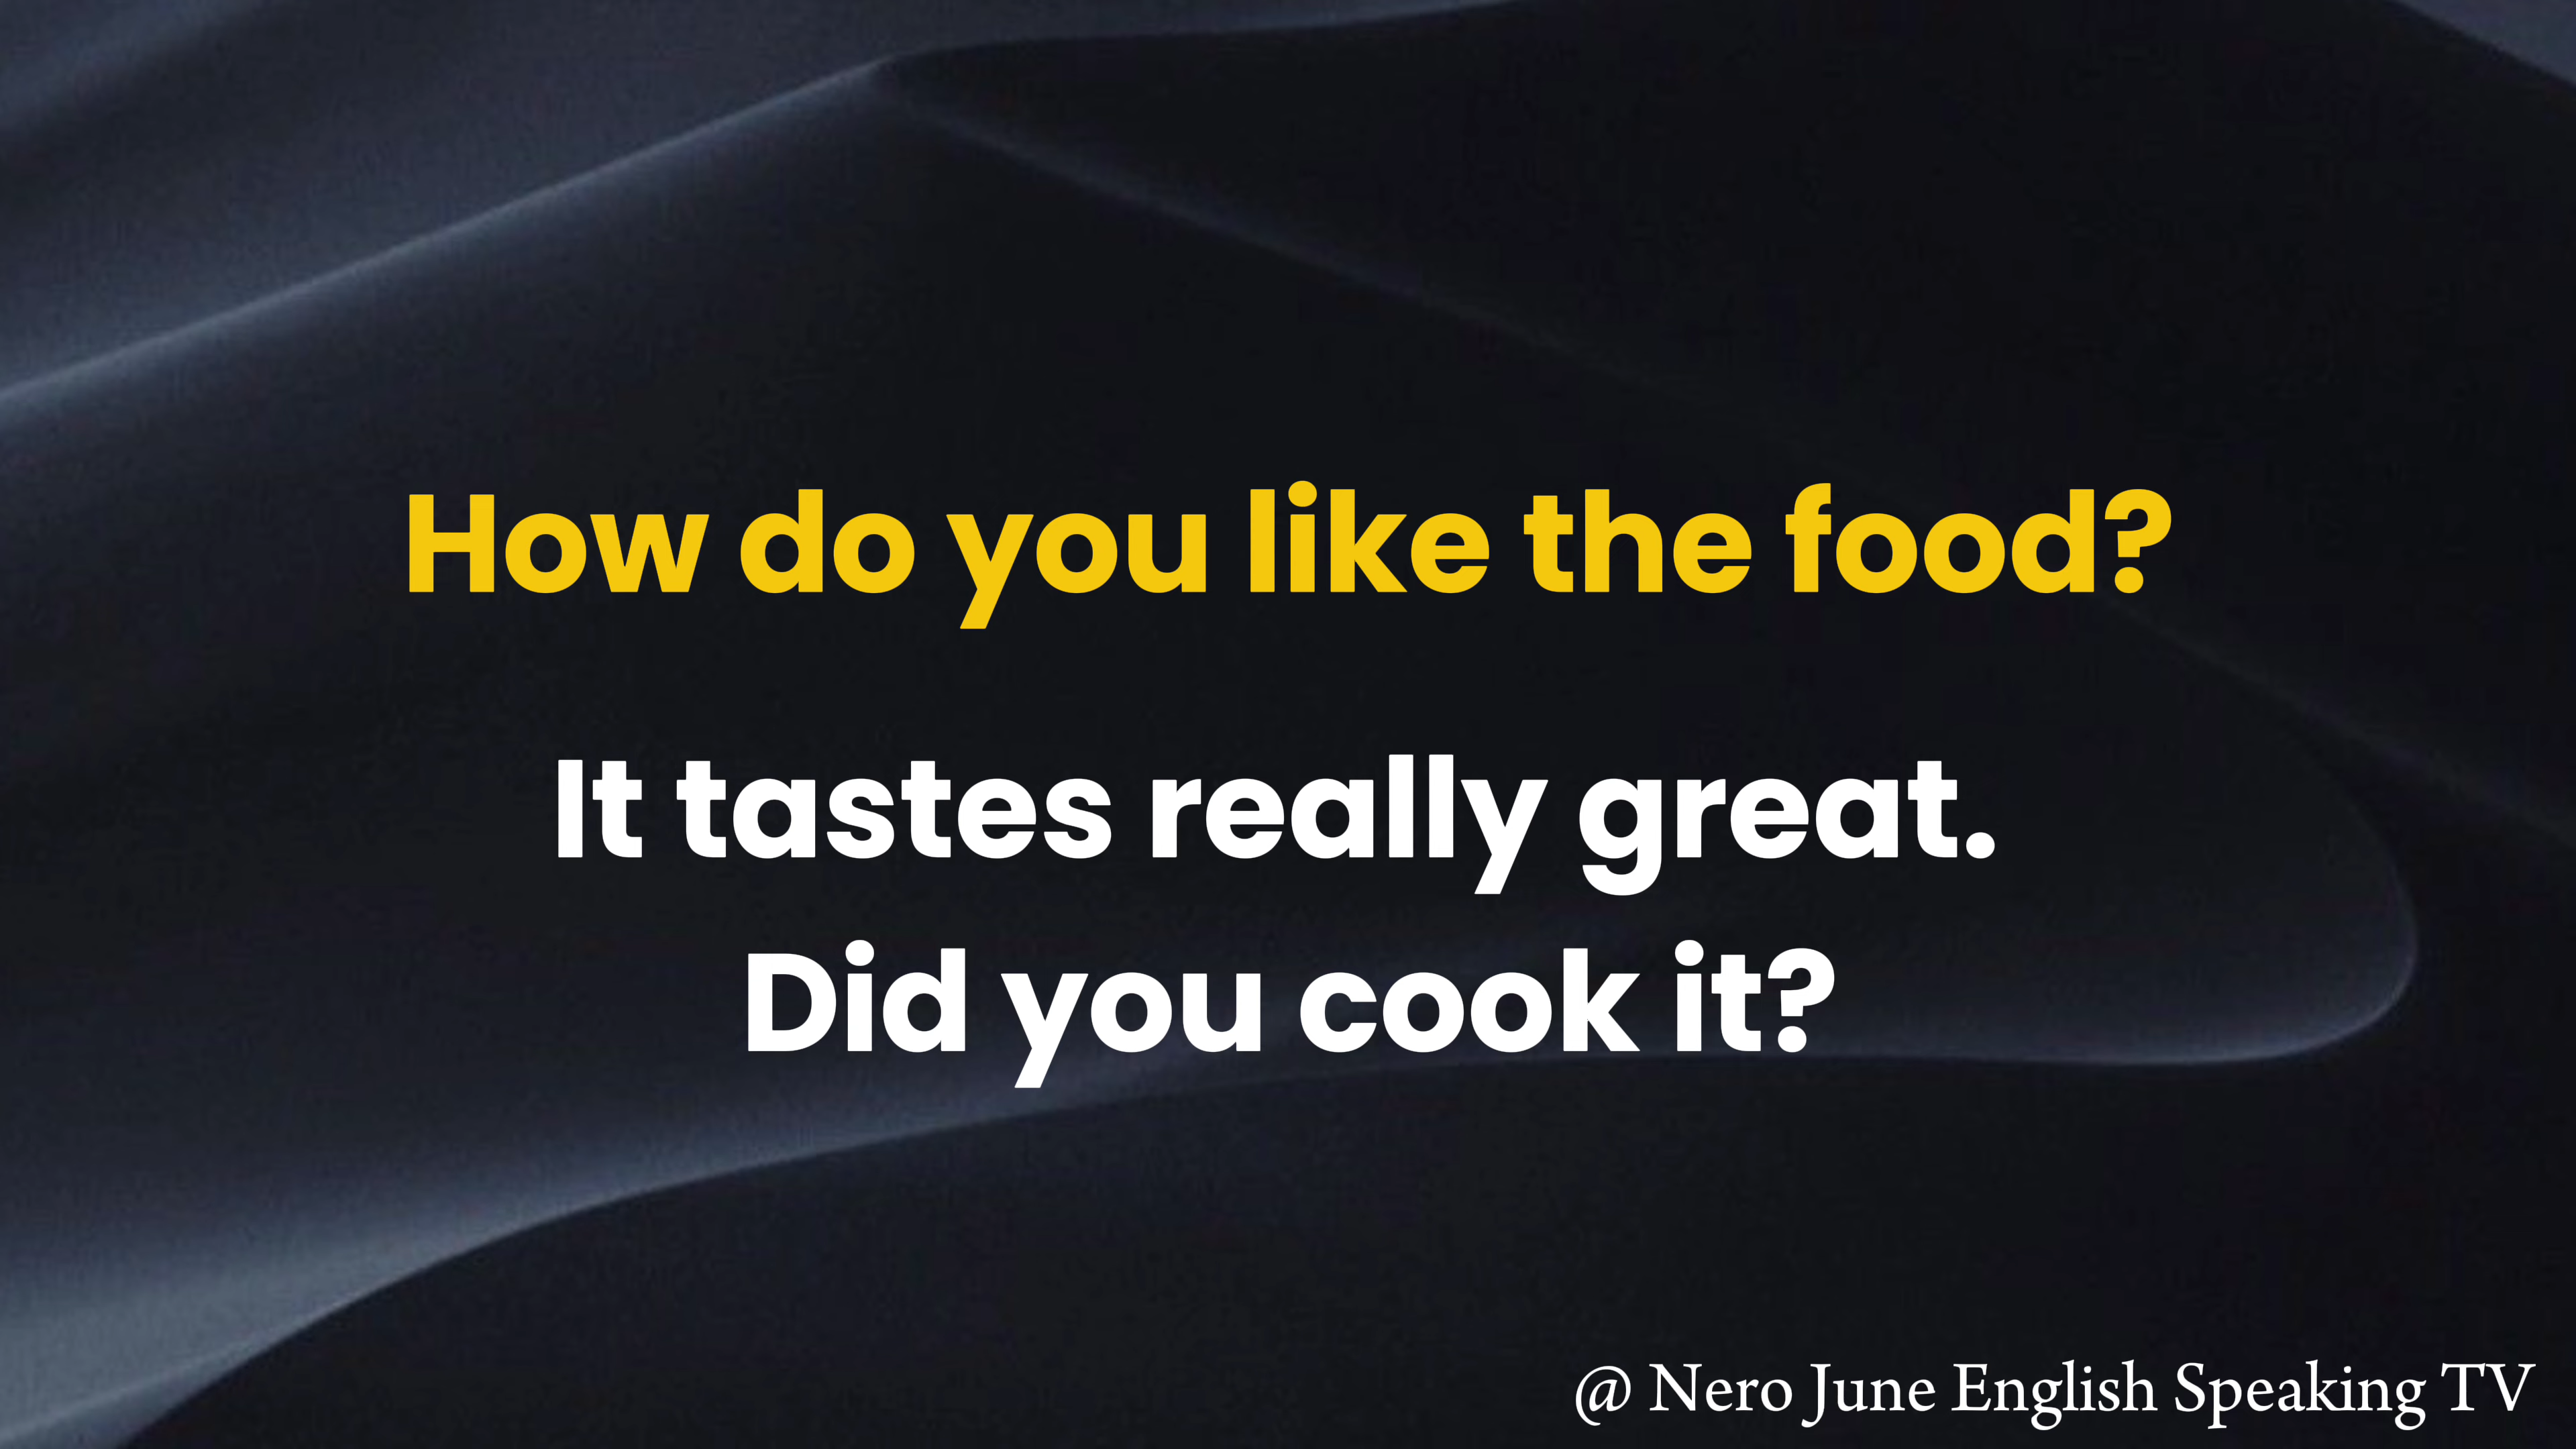 How do you like the food?
It tastes really great.
Did you cook it?
@ Nero June English Speaking TV